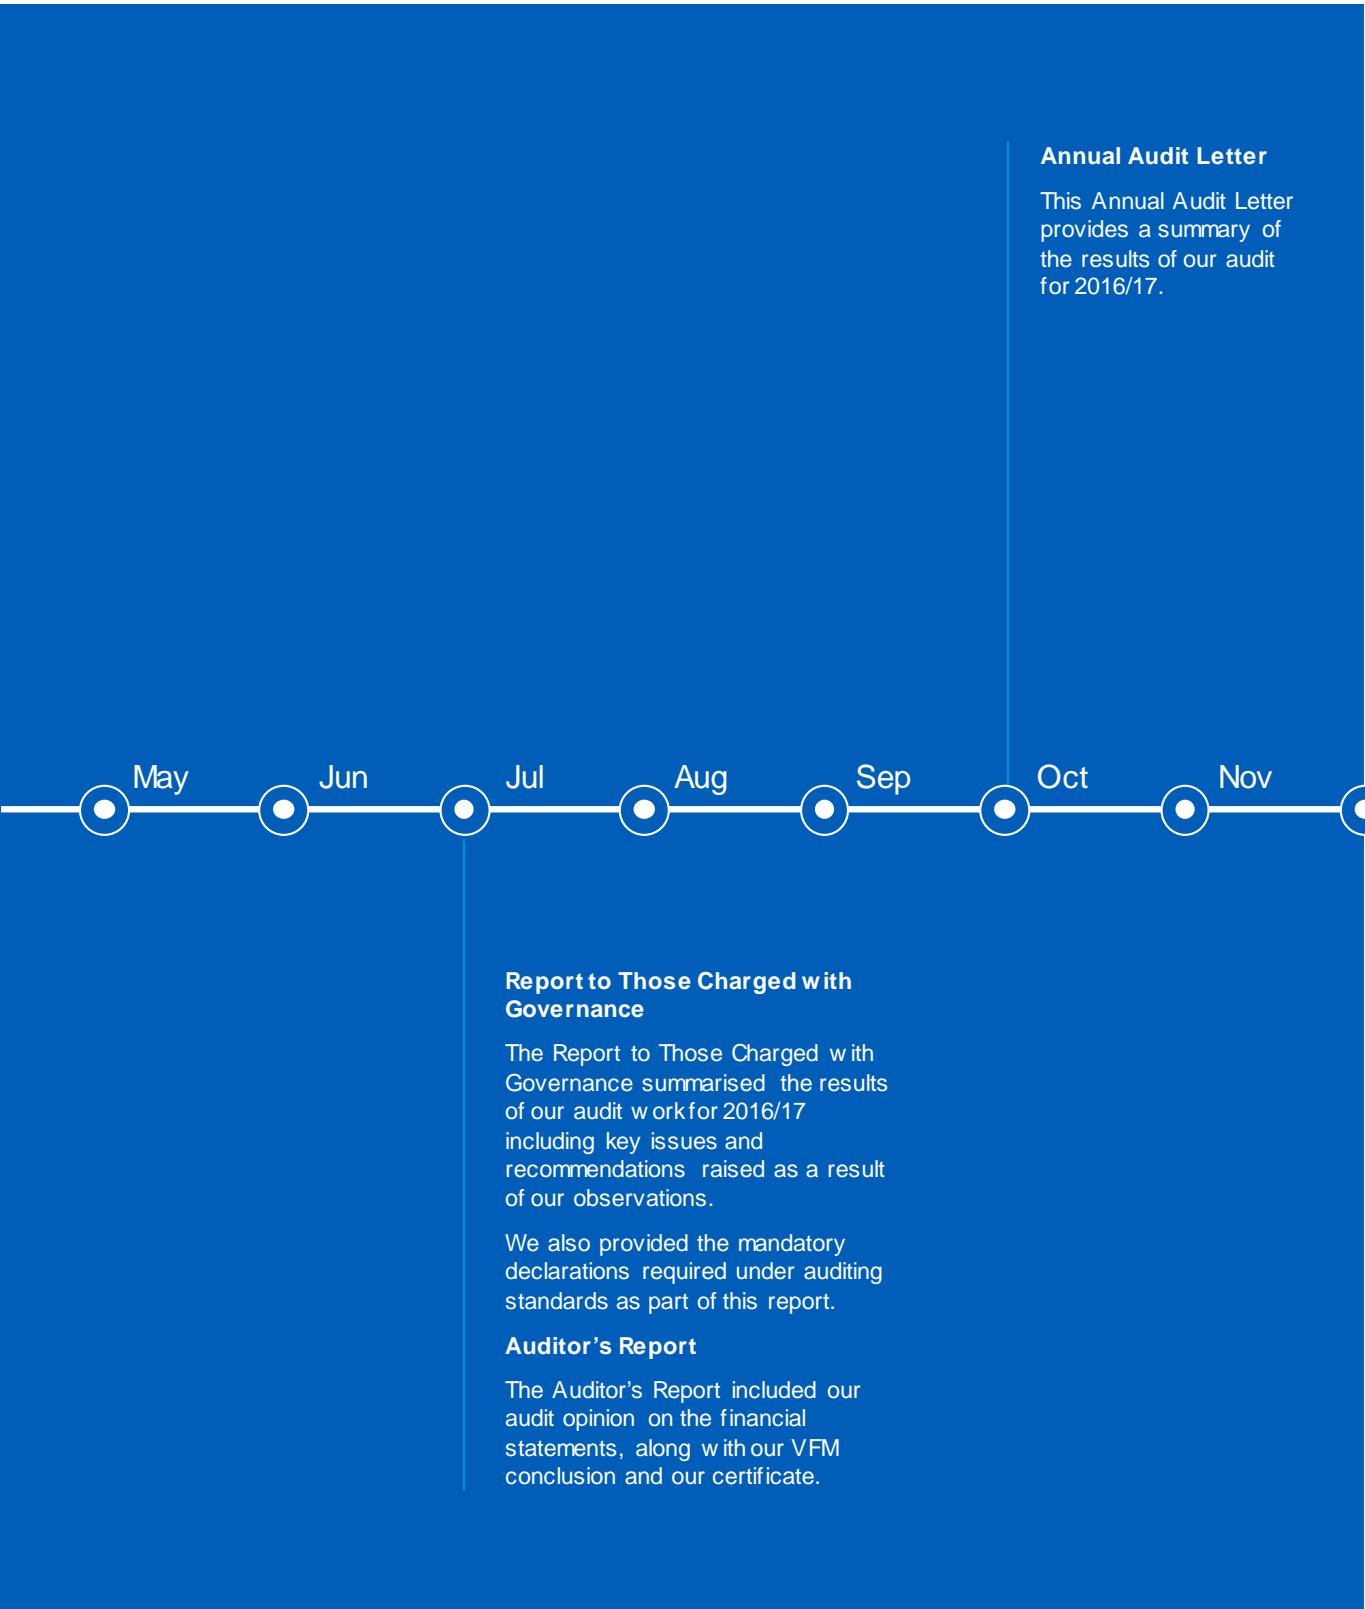 Annual Audit Letter
This Annual Audit Letter
provides a summary of
the results of our audit
for 2016/17.
May Jun Jul Aug Sep Oct Nov
Report to Those Charged with
Governance
The Report to Those Charged with
Governance summarised the results
of our audit work for 2016/17
including key issues and
recommendations raised as a result
of our observations.
We also provided the mandatory
declarations required under auditing
standards as part of this report.
Auditor’s Report
The Auditor’s Report included our
audit opinion on the financial
statements, along with our VFM
conclusion and our certificate.